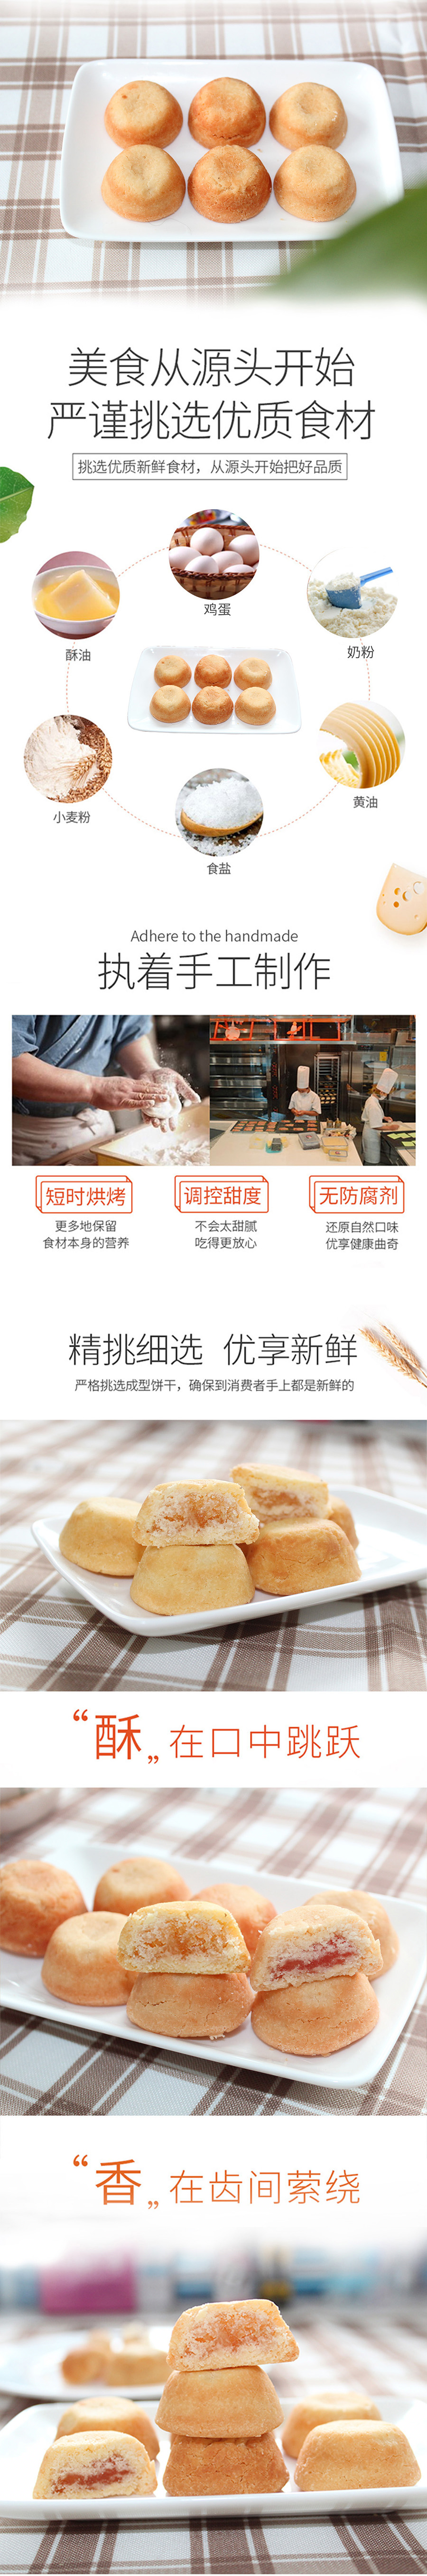 美食从源头开始
严谨挑选优质食材
挑选优质新鲜食材，从源头开始把好品质
鸡蛋
酥油
奶粉
小麦粉
黄油
食盐
Adhere to the handmade
执着手工制作
短时烘烤
调控甜度
无防腐剂
更多地保留
食材本身的营养
不会太甜腻
吃得更放心
还原自然口味
优享健康曲奇
精挑细选 优享新鲜
严格挑选成型饼干，确保到消费者手上都是新鲜的
“酥„在口中跳跃
“香„在齿间萦绕